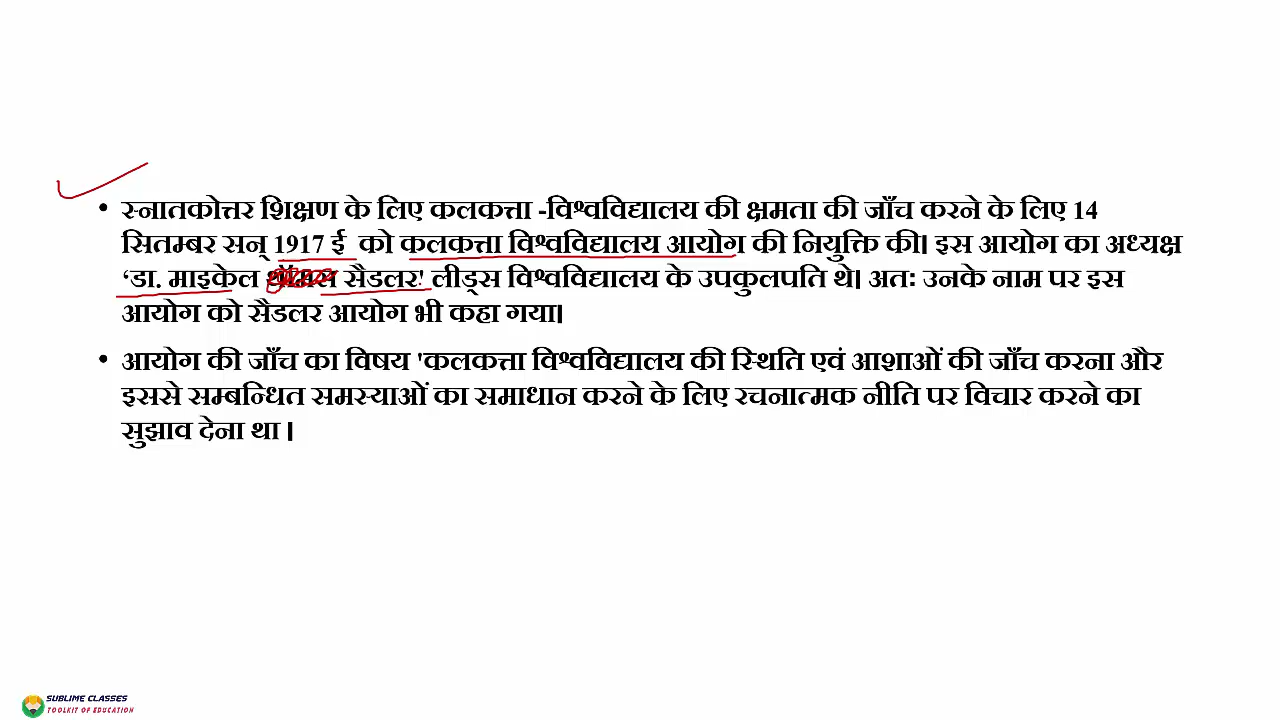 • स्नातकोत्तर शिक्षण के लिए कलकत्ता -विश्वविद्यालय की क्षमता की जाँच करने के लिए 14
सितम्बर सन् 1917 ई को कलकत्ता विश्वविद्यालय आयोग की नियुक्ति की। इस आयोग का अध्यक्ष
‘डा. माइकेल सैडलर' लीड्स विश्वविद्यालय के उपकुलपति थे। अतः उनके नाम पर इस
आयोग को सैडलर आयोग भी कहा गया।
• आयोग की जाँच का विषय 'कलकत्ता विश्वविद्यालय की स्थिति एवं आशाओं की जाँच करना और
इससे सम्बन्धित समस्याओं का समाधान करने के लिए रचनात्मक नीति पर विचार करने का
सुझाव देना था ।
SUBLIME CLASSES
TOOLKIT OF EDUCATION